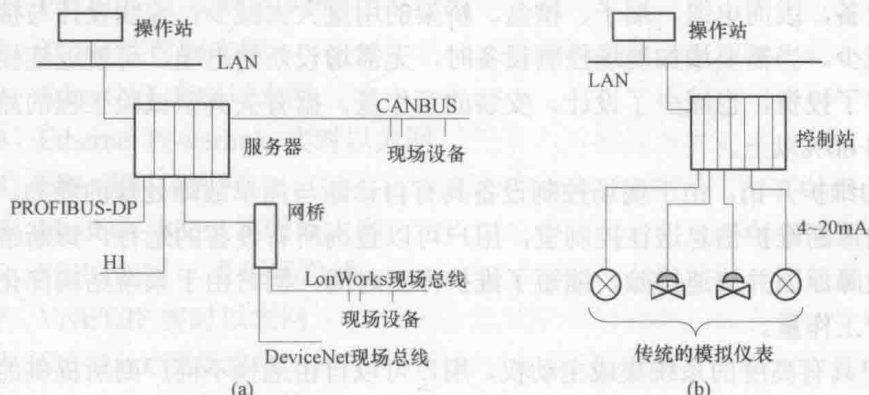 操作站
LAN
CANBUS
服务器
现场设备
PROFIBUS-DP
网桥
H1
LonWorks现场总线
现场设备
DeviceNet现场总线
(a)
操作站
LAN
控制站
4~20mA
传统的模拟仪表
(b)